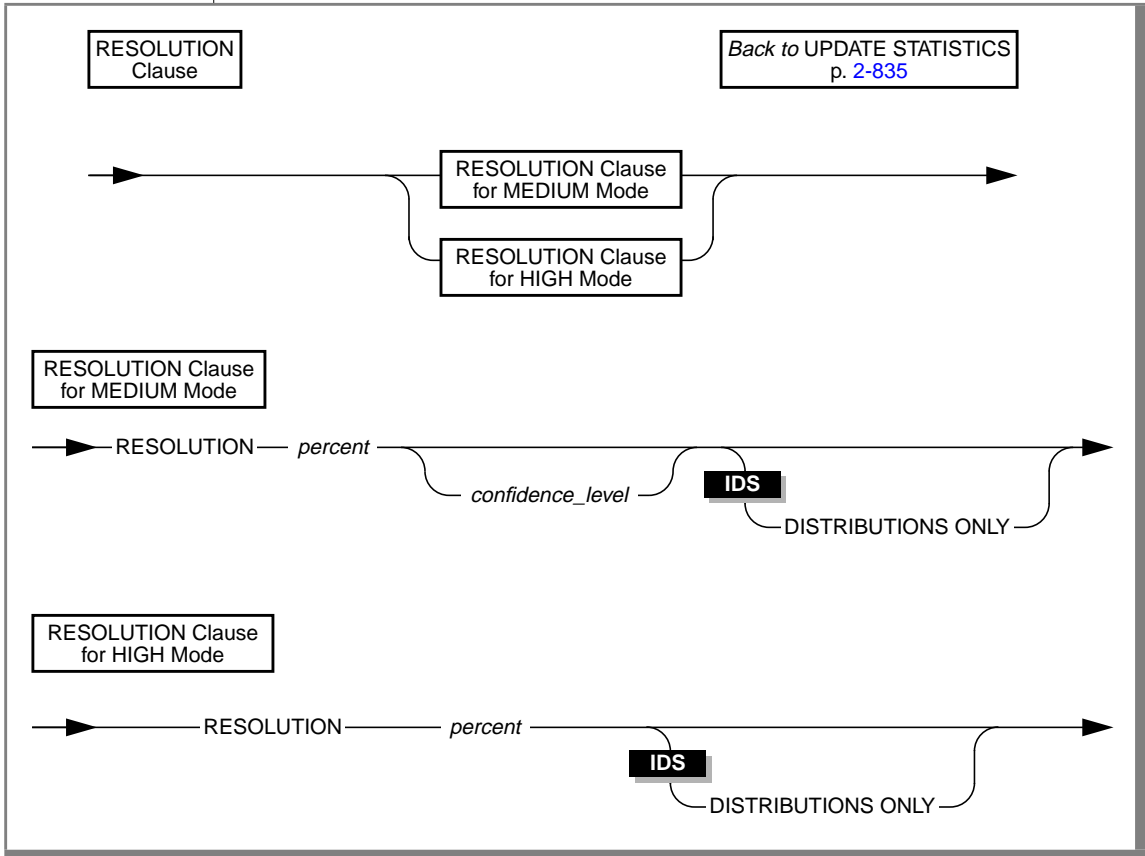 RESOLUTION
Clause
Back to UPDATE STATISTICS
p. 2-835
RESOLUTION Clause
for MEDIUM Mode
RESOLUTION Clause
for HIGH Mode
RESOLUTION Clause
for MEDIUM Mode
RESOLUTION percent
confidence_level
IDS
DISTRIBUTIONS ONLY
RESOLUTION Clause
for HIGH Mode
RESOLUTION percent
IDS
DISTRIBUTIONS ONLY